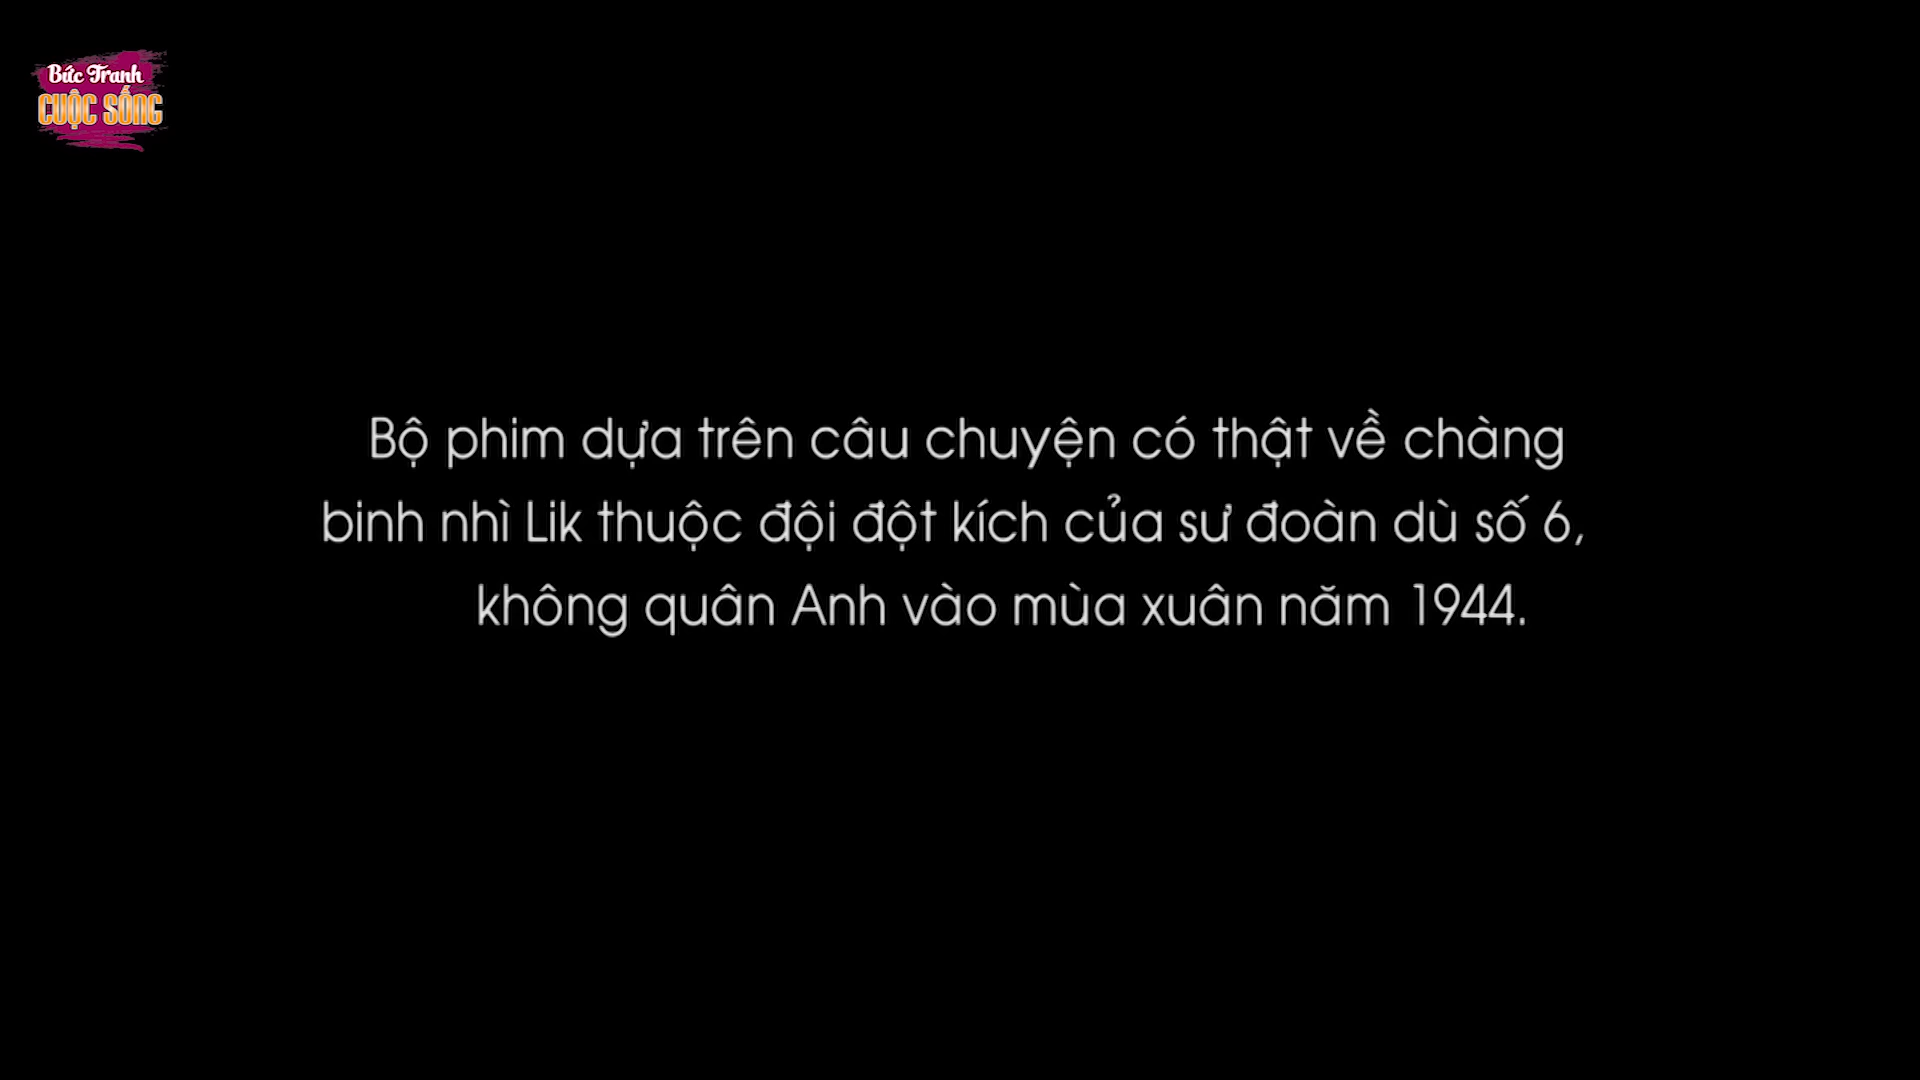 Bức Tranh
CUỘC SỐNG
Bộ phim dựa trên câu chuyện có thật về chàng
binh nhì Lik thuộc đội đột kích của sư đoàn dù số 6,
không quân Anh vào mùa xuân năm 1944.